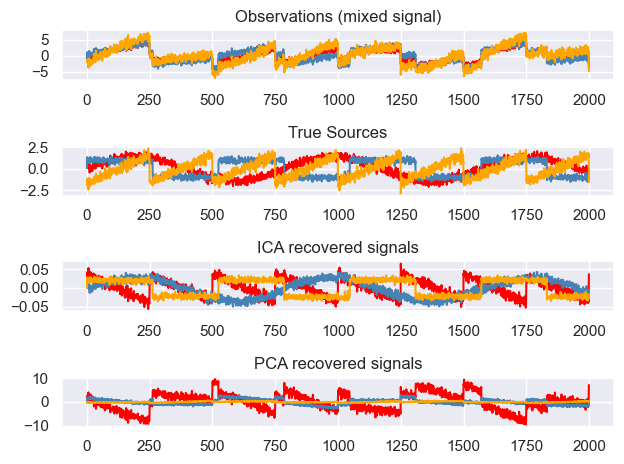 Observations (mixed signal)
5
0
−5
0 250 500 750 1000 1250 1500 1750 2000
True Sources
2.5
0.0
−2.5
0 250 500 750 1000 1250 1500 1750 2000
ICA recovered signals
0.05
0.00
−0.05
0 250 500 750 1000 1250 1500 1750 2000
PCA recovered signals
10
0
−10
0 250 500 750 1000 1250 1500 1750 2000